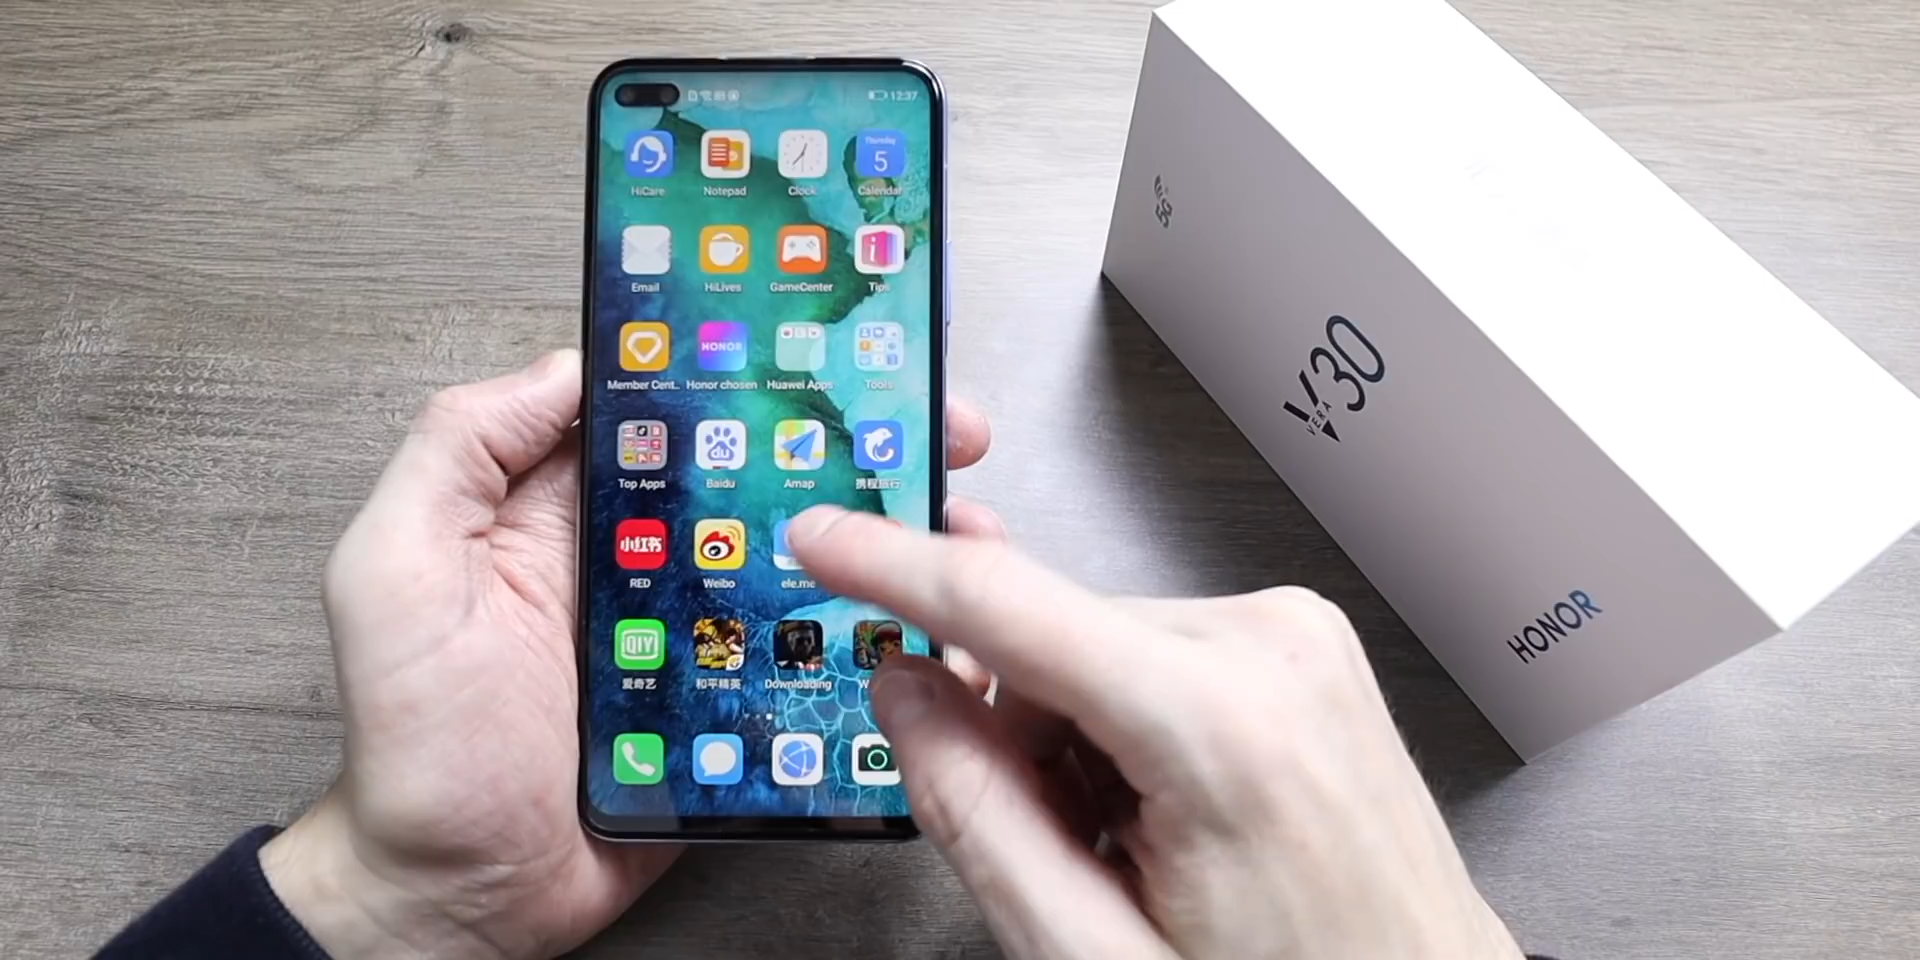 12:37
HiCare Notepad Clock Calendar
Thursday
5
Email HiLives GameCenter Tips
i
HONOR
Member Cent.. Honor chosen Huawei Apps Tools
du
Top Apps Baidu Amap 携程旅行
小红书
RED Weibo ele.me
QIY
爱奇艺 和平精英 Downloading W
5G
V30
VERA
HONOR